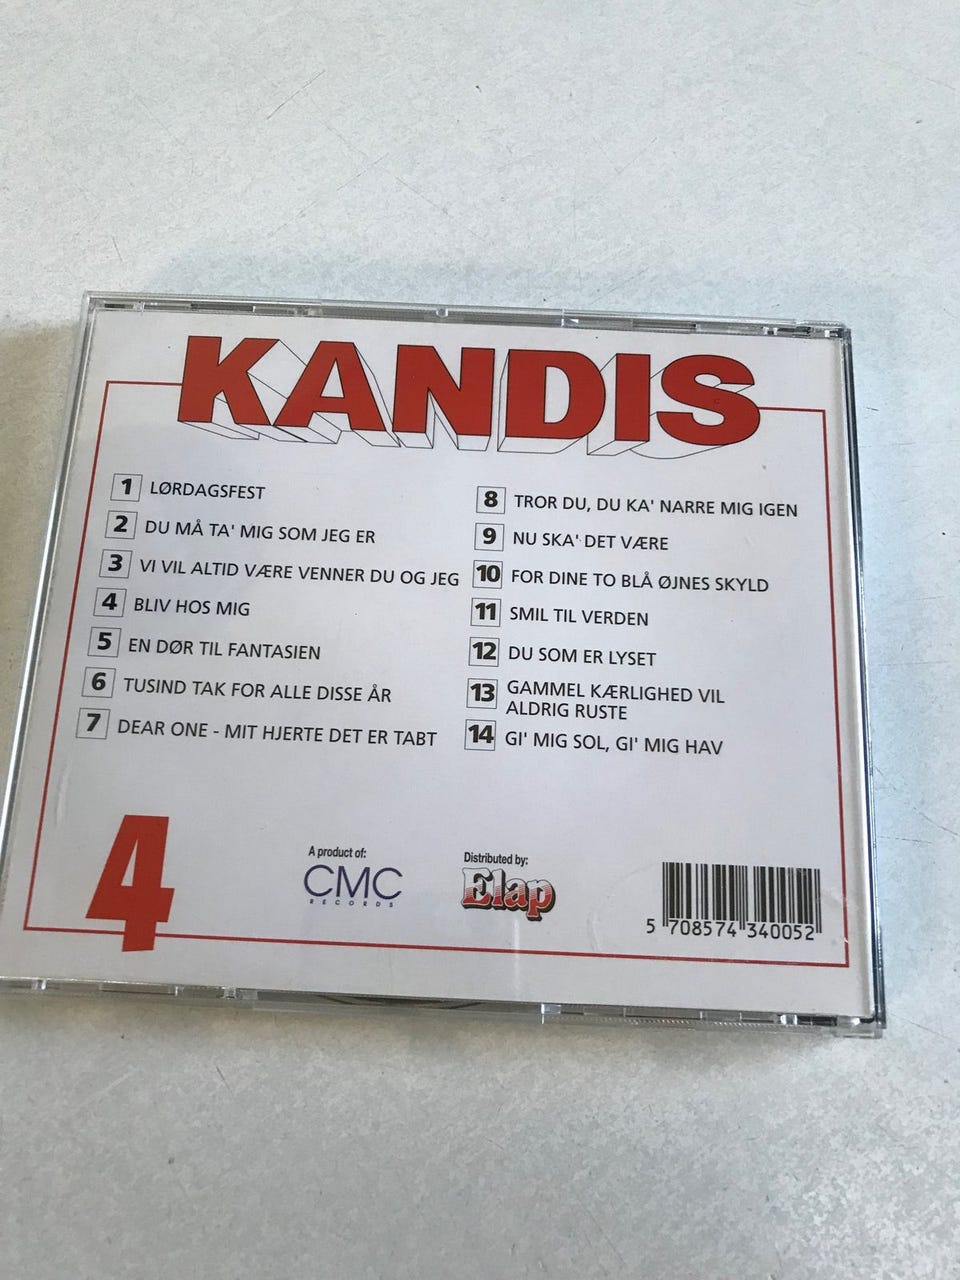 KANDIS
1 LØRDAGSFEST
2 DU MÅ TA' MIG SOM JEG ER
3 VI VIL ALTID VÆRE VENNER DU OG JEG
4 BLIV HOS MIG
5 EN DØR TIL FANTASIEN
6 TUSIND TAK FOR ALLE DISSE ÅR
7 DEAR ONE - MIT HJERTE DET ER TABT
8 TROR DU, DU KA' NARRE MIG IGEN
9 NU SKA' DET VÆRE
10 FOR DINE TO BLÅ ØJNES SKYLD
11 SMIL TIL VERDEN
12 DU SOM ER LYSET
13 GAMMEL KÆRLIGHED VIL
ALDRIG RUSTE
14 GI' MIG SOL, GI' MIG HAV
4
A product of:
CMC
RECORDS
Distributed by:
Elap
5 708574 340052